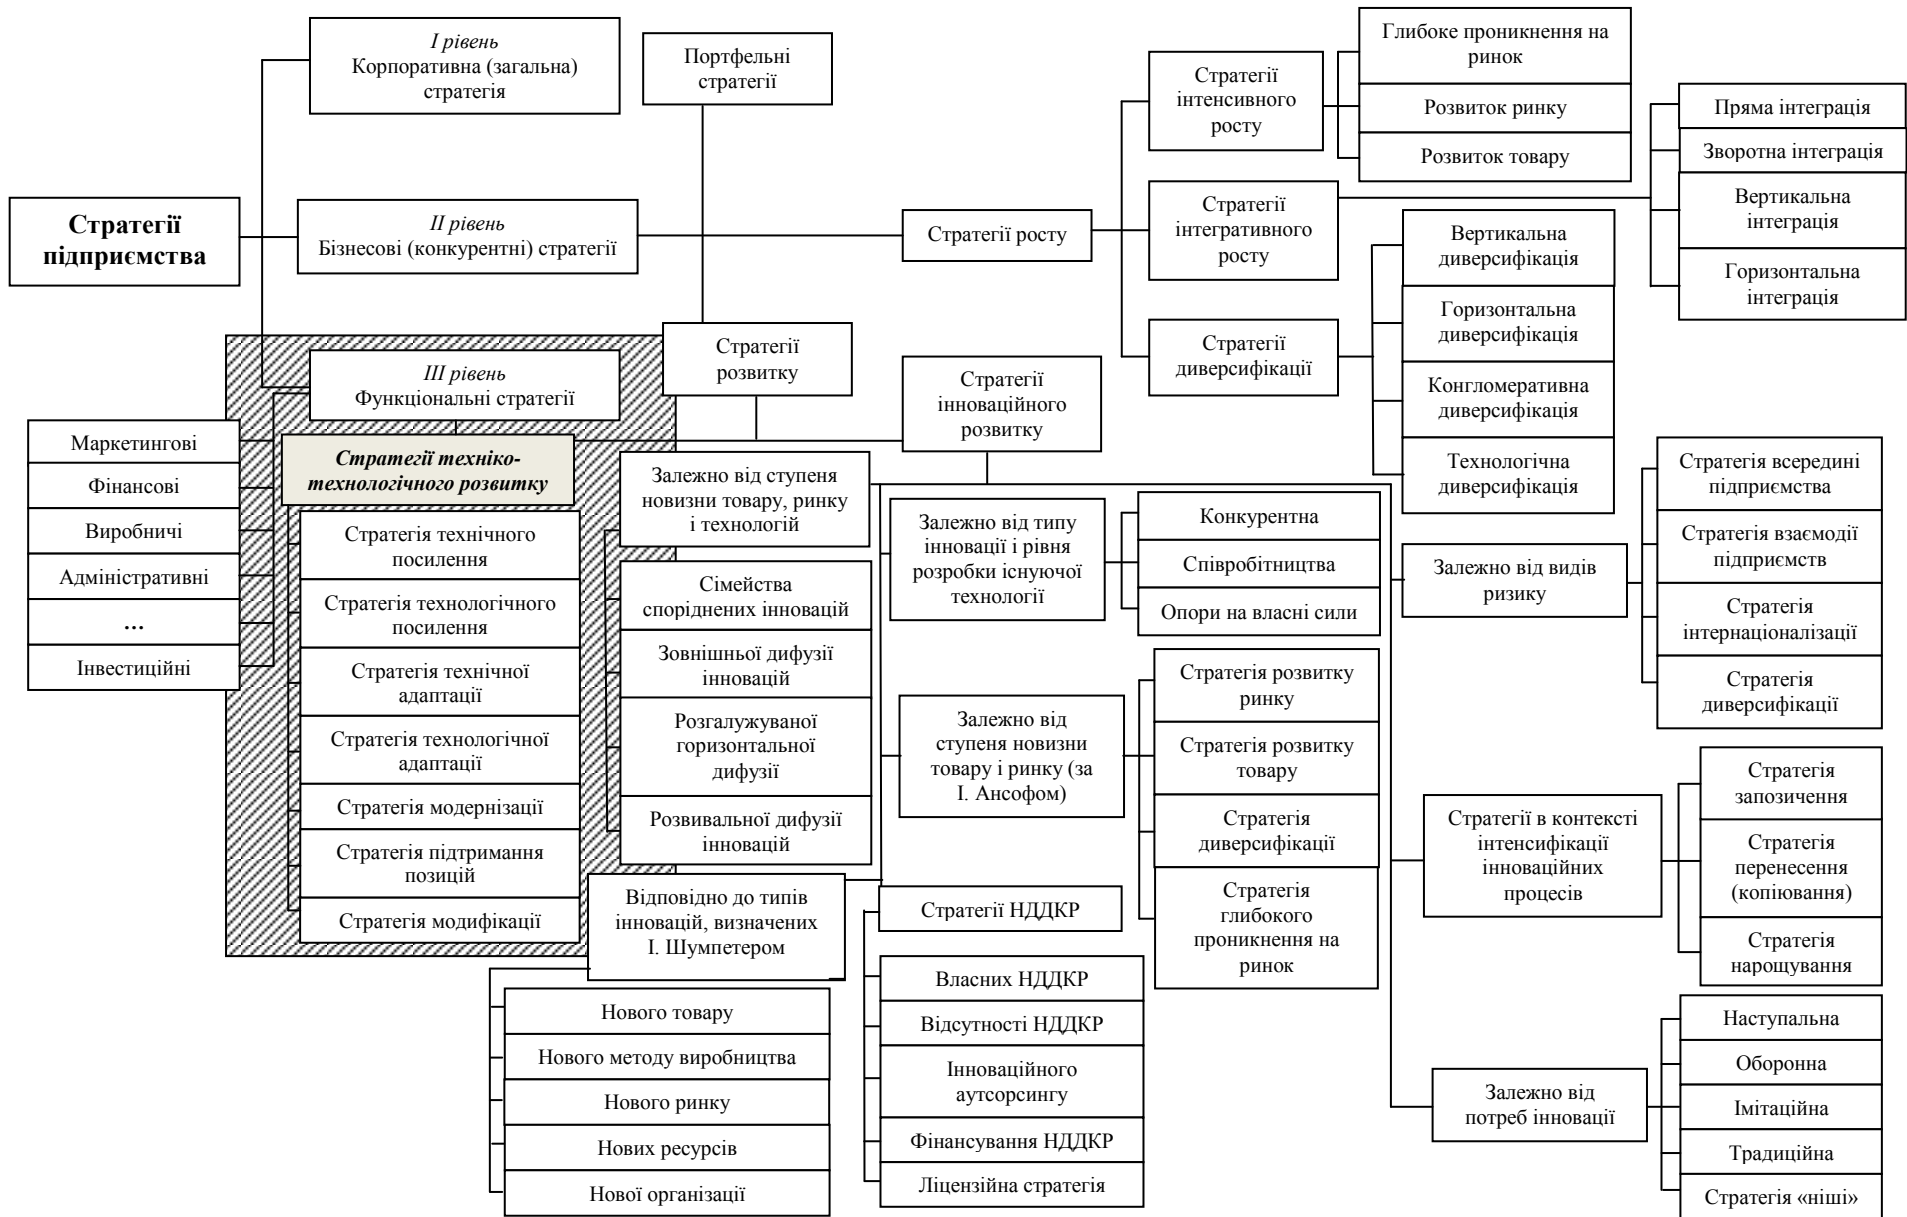 Стратегії
підприємства
І рівень
Корпоративна (загальна)
стратегія
ІІ рівень
Бізнесові (конкурентні) стратегії
ІІІ рівень
Функціональні стратегії
Маркетингові
Фінансові
Виробничі
Адміністративні
...
Інвестиційні
Стратегії техніко-
технологічного розвитку
Стратегія технічного
посилення
Стратегія технологічного
посилення
Стратегія технічної
адаптації
Стратегія технологічної
адаптації
Стратегія модернізації
Стратегія підтримання
позицій
Стратегія модифікації
Портфельні
стратегії
Стратегії росту
Стратегії
розвитку
Стратегії
інтенсивного
росту
Глибоке проникнення на
ринок
Розвиток ринку
Розвиток товару
Стратегії
інтегративного
росту
Пряма інтеграція
Зворотна інтеграція
Вертикальна
інтеграція
Горизонтальна
інтеграція
Стратегії
диверсифікації
Вертикальна
диверсифікація
Горизонтальна
диверсифікація
Конгломеративна
диверсифікація
Технологічна
диверсифікація
Стратегії
інноваційного
розвитку
Залежно від ступеня
новизни товару, ринку
і технологій
Сімейства
споріднених інновацій
Зовнішньої дифузії
інновацій
Розгалужуваної
горизонтальної
дифузії
Розвивальної дифузії
інновацій
Відповідно до типів
інновацій, визначених
І. Шумпетером
Нового товару
Нового методу виробництва
Нового ринку
Нових ресурсів
Нової організації
Залежно від типу
інновації і рівня
розробки існуючої
технології
Конкурентна
Співробітництва
Опори на власні сили
Залежно від
ступеня новизни
товару і ринку (за
І. Ансофом)
Стратегія розвитку
ринку
Стратегія розвитку
товару
Стратегія
диверсифікації
Стратегія
глибокого
проникнення на
ринок
Стратегії НДДКР
Власних НДДКР
Відсутності НДДКР
Інноваційного
аутсорсингу
Фінансування НДДКР
Ліцензійна стратегія
Залежно від видів
ризику
Стратегія всередині
підприємства
Стратегія взаємодії
підприємств
Стратегія
інтернаціоналізації
Стратегія
диверсифікації
Стратегії в контексті
інтенсифікації
інноваційних
процесів
Стратегія
запозичення
Стратегія
перенесення
(копіювання)
Стратегія
нарощування
Залежно від
потреб інновації
Наступальна
Оборонна
Імітаційна
Традиційна
Стратегія «ніші»